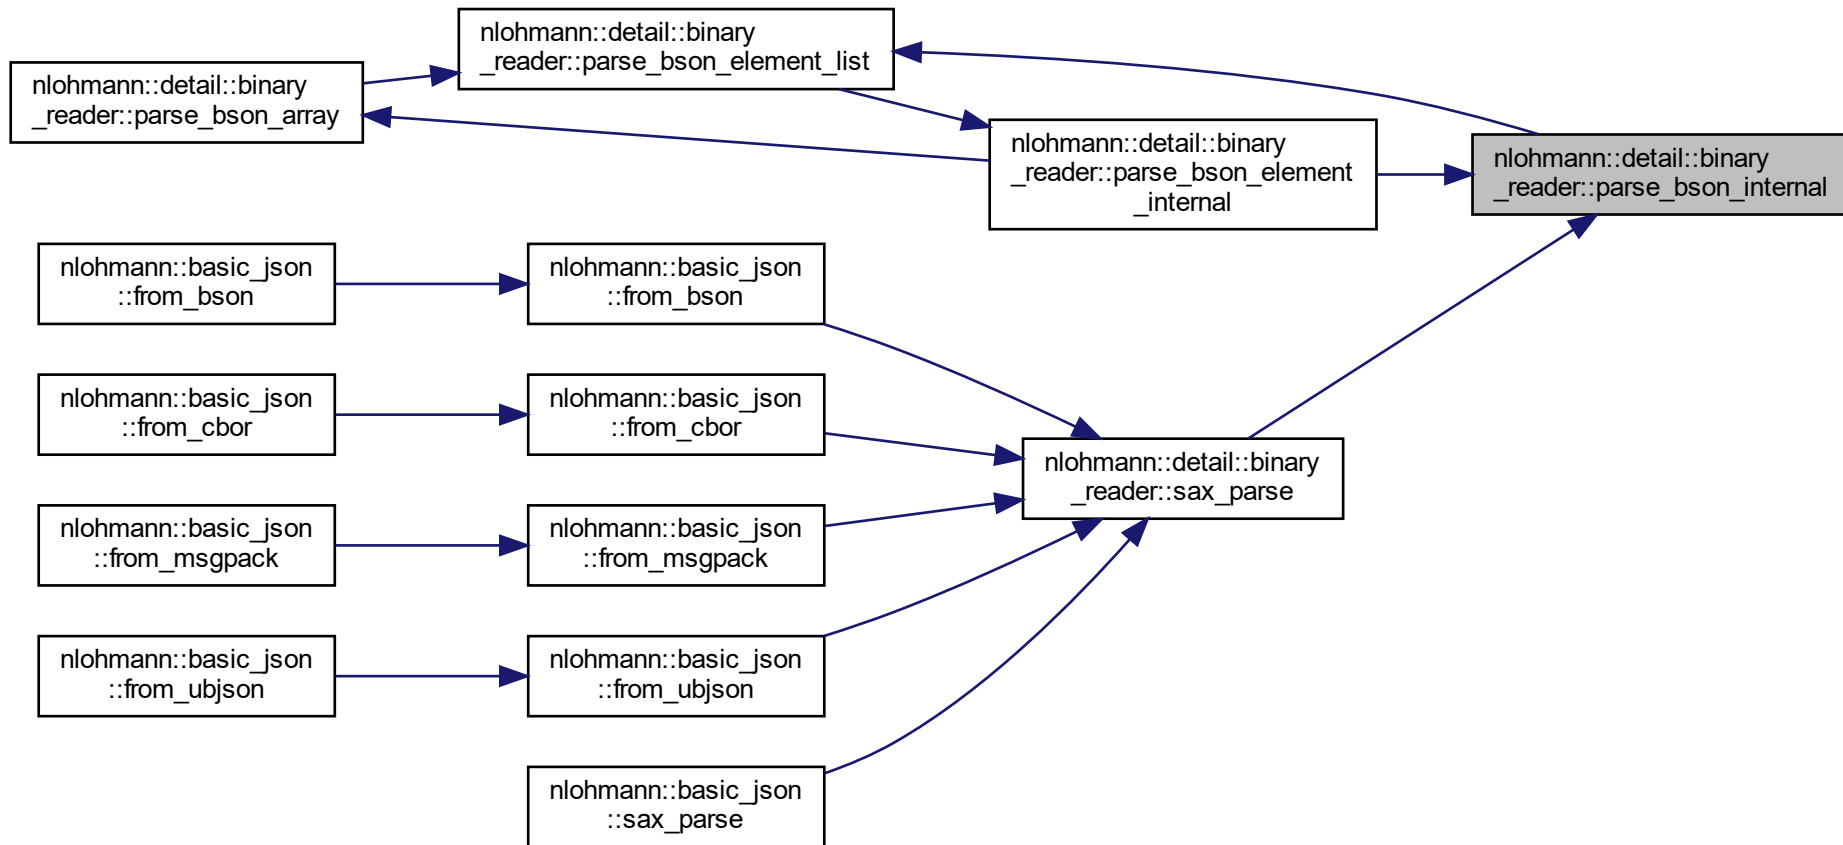 nlohmann::detail::binary
_reader::parse_bson_element_list
nlohmann::detail::binary
_reader::parse_bson_array
nlohmann::detail::binary
_reader::parse_bson_element
_internal
nlohmann::detail::binary
_reader::parse_bson_internal
nlohmann::basic_json
::from_bson
nlohmann::basic_json
::from_bson
nlohmann::basic_json
::from_cbor
nlohmann::basic_json
::from_cbor
nlohmann::detail::binary
_reader::sax_parse
nlohmann::basic_json
::from_msgpack
nlohmann::basic_json
::from_msgpack
nlohmann::basic_json
::from_ubjson
nlohmann::basic_json
::from_ubjson
nlohmann::basic_json
::sax_parse